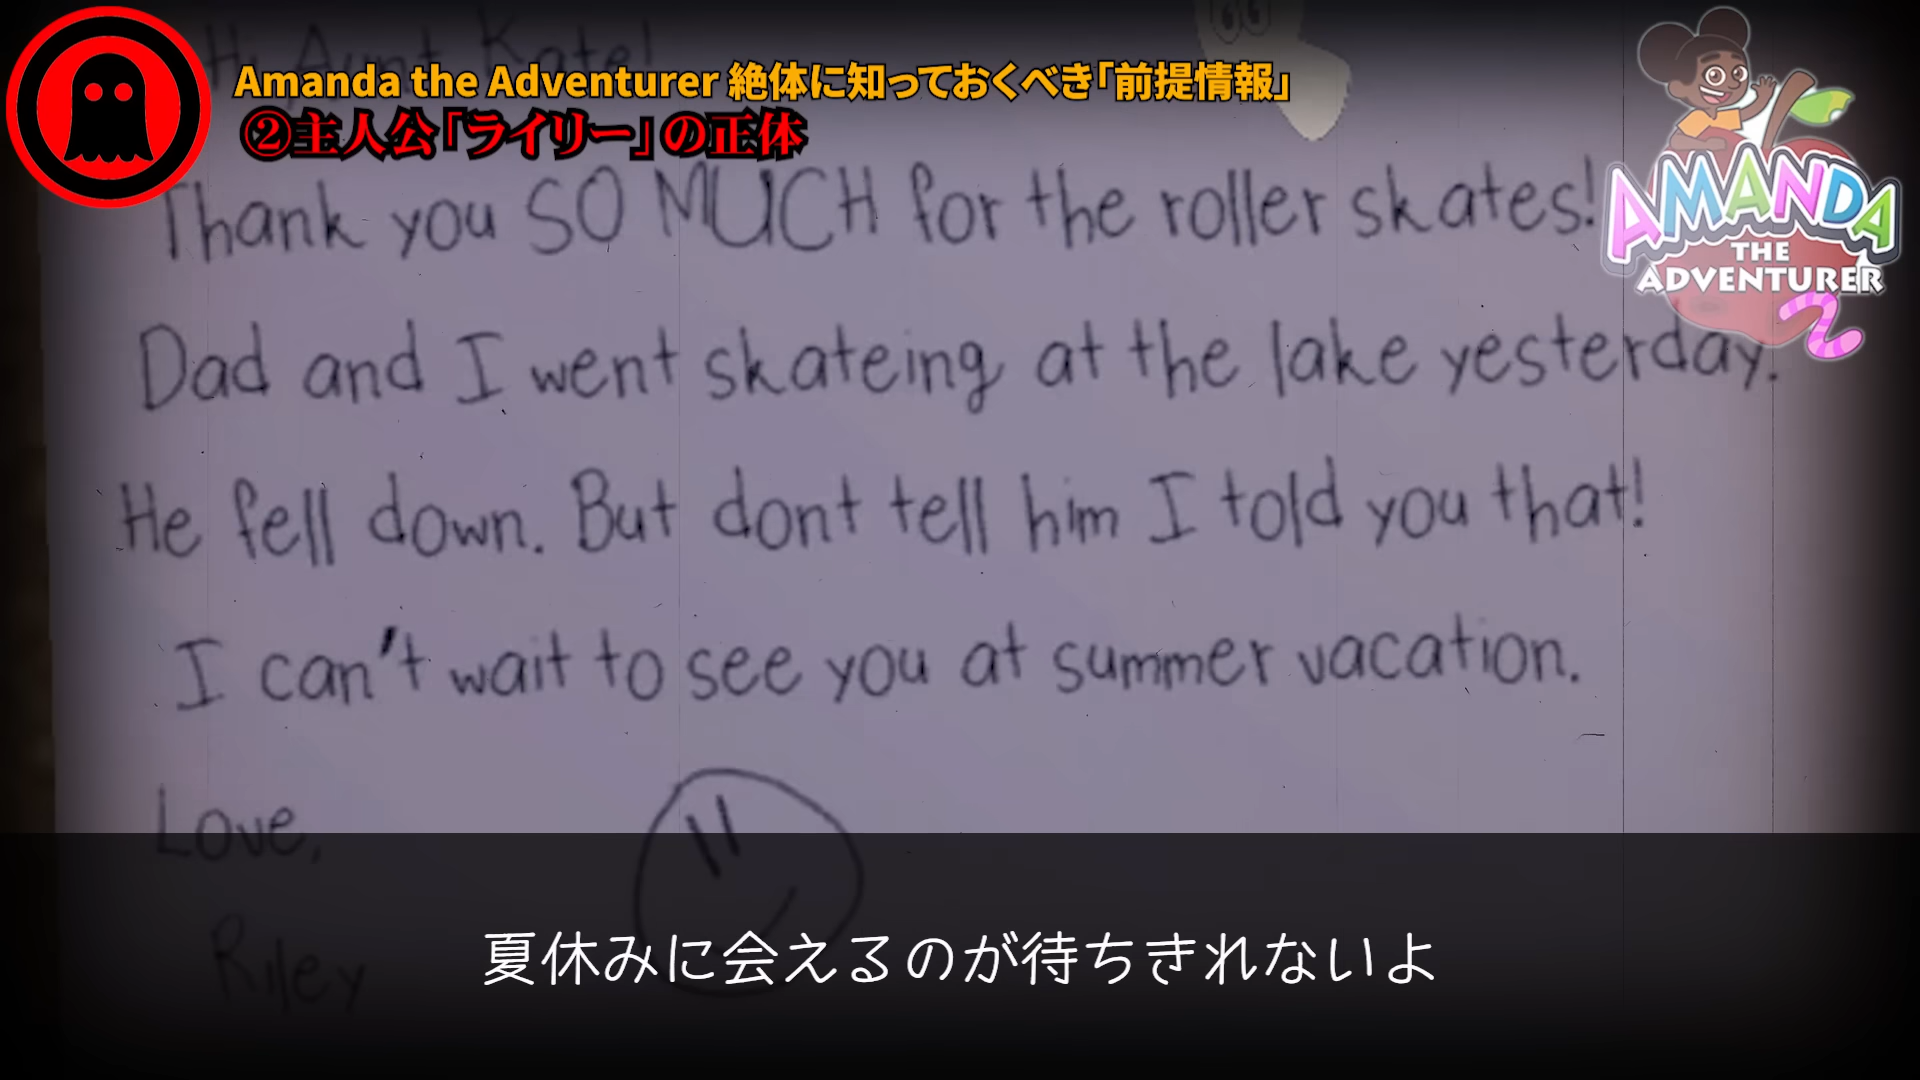 Hi Aunt Kate!
Amanda the Adventurer 絶体に知っておくべき「前提情報」
②主人公「ライリー」の正体
AMANDA
THE
ADVENTURER
2
Thank you SO MUCH for the roller skates!
Dad and I went skateing at the lake yesterday.
He fell down. But dont tell him I told you that!
I can't wait to see you at summer vacation.
Love,
Riley
夏休みに会えるのが待ちきれないよ